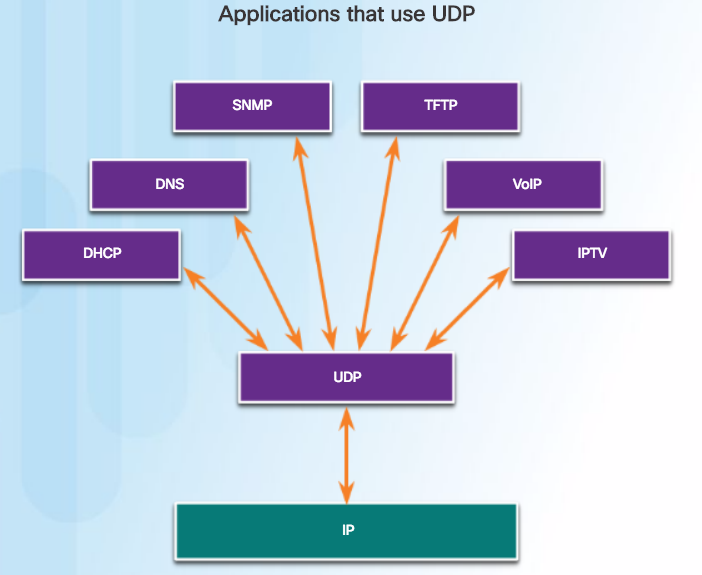 Applications that use UDP
SNMP
TFTP
DNS
VoIP
DHCP
IPTV
UDP
IP